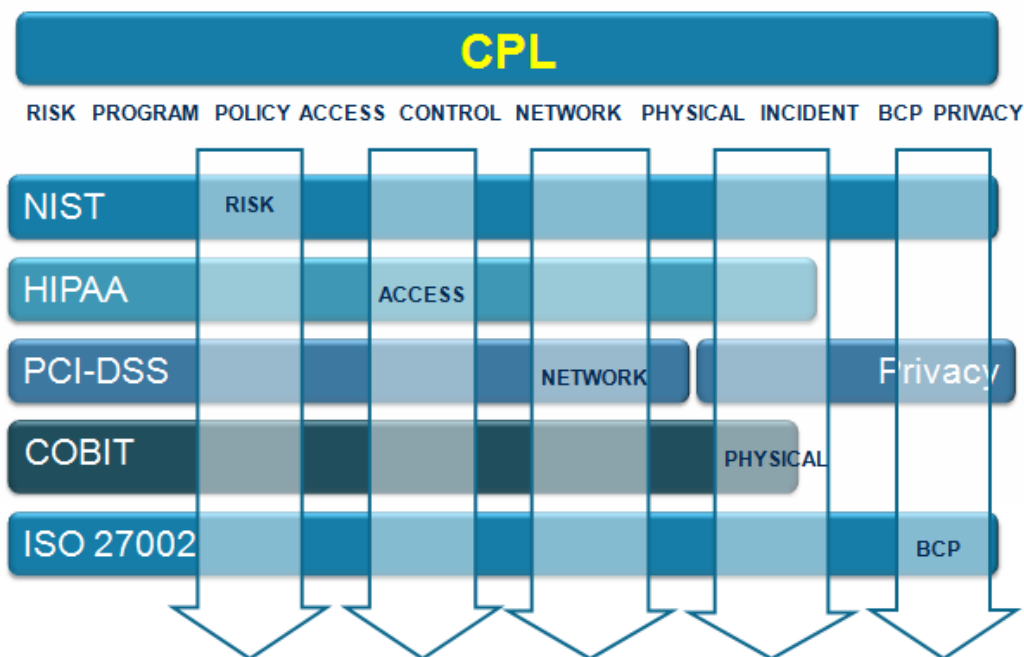 CPL
RISK PROGRAM POLICY ACCESS CONTROL NETWORK PHYSICAL INCIDENT BCP PRIVACY
NIST RISK
HIPAA ACCESS
PCI-DSS NETWORK Privacy
COBIT PHYSICAL
ISO 27002 BCP